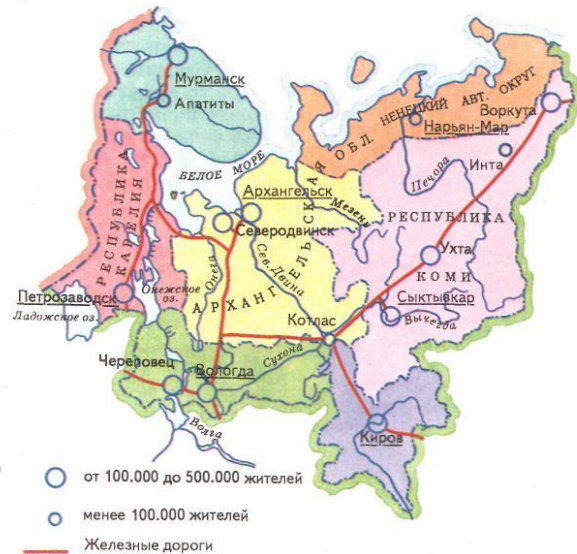 Мурманск
Апатиты
ОБЛ. НЕНЕЦКИЙ АВТ. ОКРУГ
Воркута
Нарьян-Мар
Инта
БЕЛОЕ МОРЕ
Печора
Архангельск
Мезень
РЕСПУБЛИКА
КАРЕЛИЯ
Северодвинск
РЕСПУБЛИКА
КОМИ
Ухта
Онега
Сев. Двина
АРХАНГЕЛЬСКАЯ
Петрозаводск
Онежское
оз.
Сыктывкар
Ладожское оз.
Котлас
Вычегда
Череповец
Вологда
Сухона
Волга
Киров
от 100.000 до 500.000 жителей
менее 100.000 жителей
Железные дороги